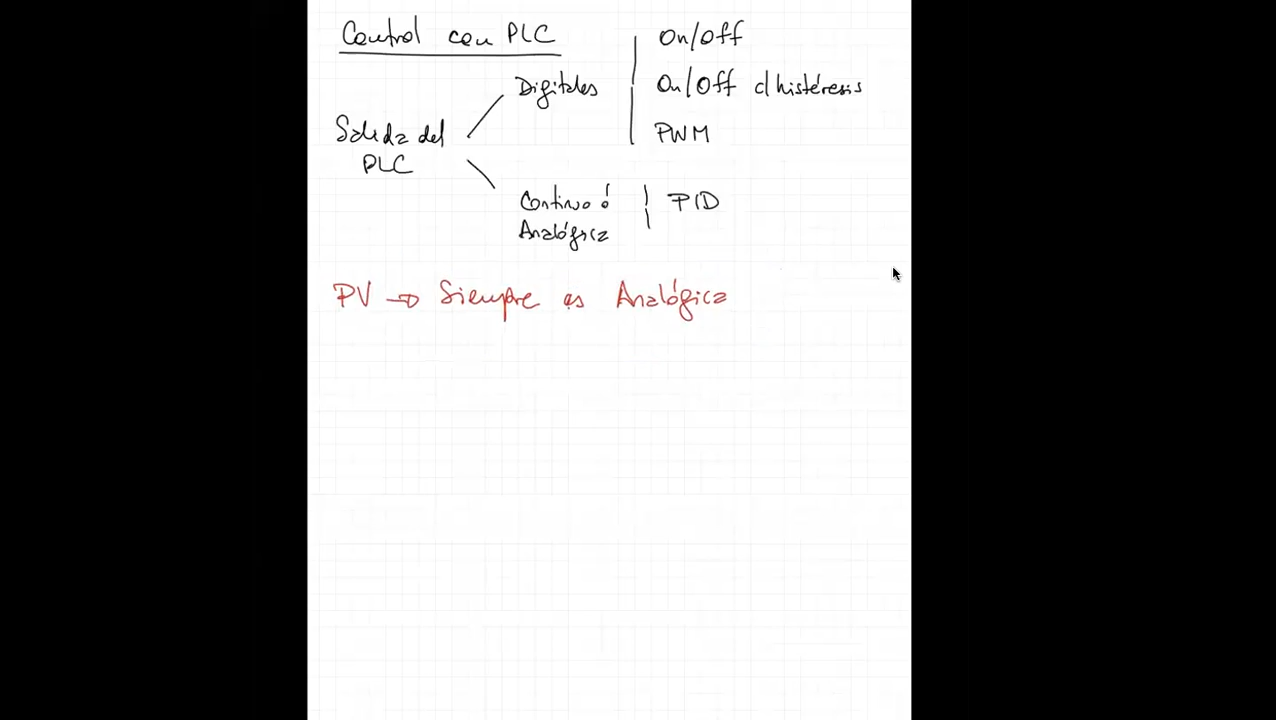 Control con PLC
On/Off
Digitales
On/Off c/ histéresis
Salida del
PLC
PWM
Continuo ó
Analógica
PID
PV → Siempre es Analógica